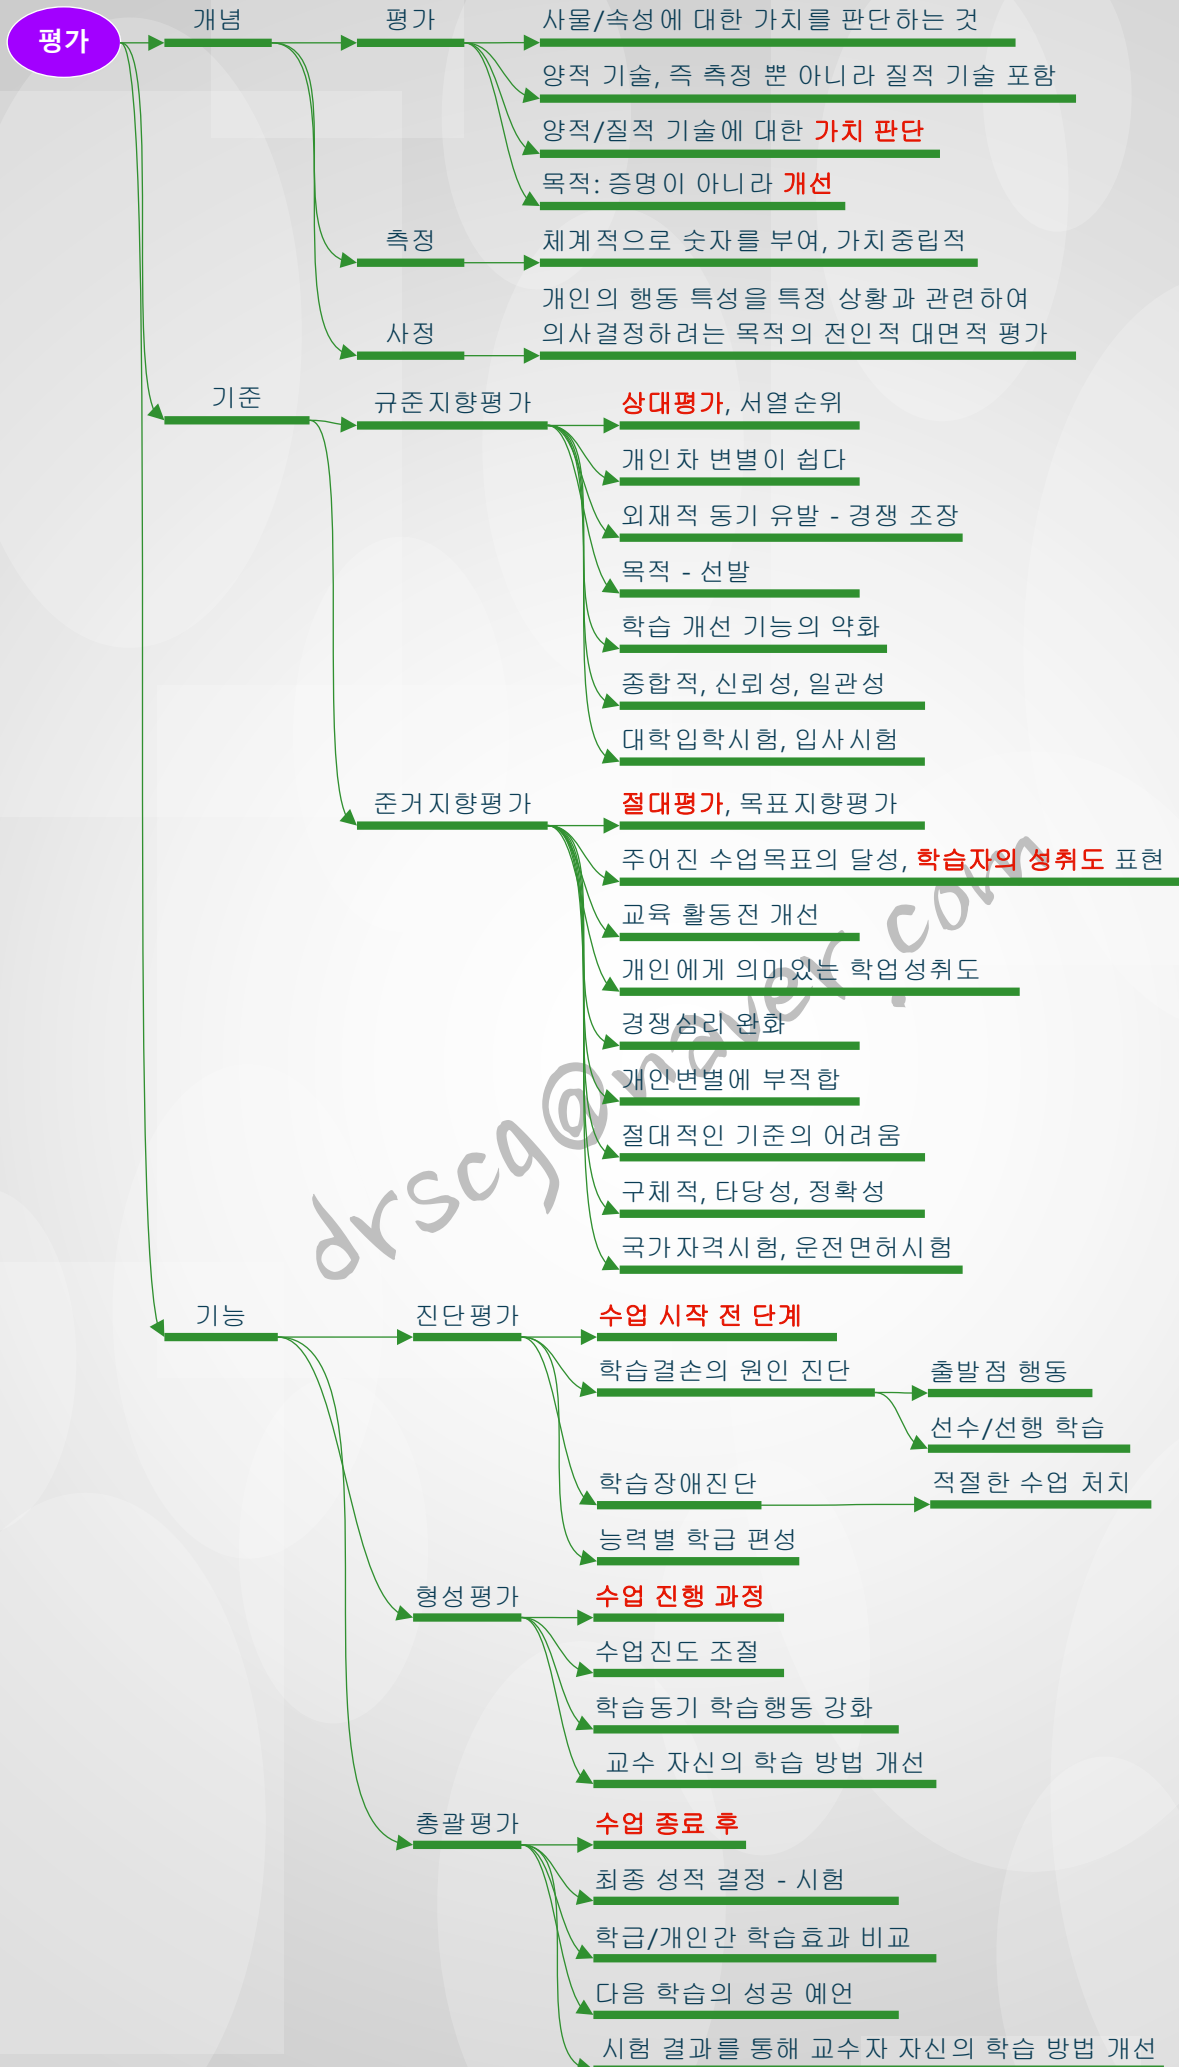 평가
개념
평가
사물/속성에 대한 가치를 판단하는 것
양적 기술, 즉 측정 뿐 아니라 질적 기술 포함
양적/질적 기술에 대한 가치 판단
목적: 증명이 아니라 개선
측정
체계적으로 숫자를 부여, 가치중립적
사정
개인의 행동 특성을 특정 상황과 관련하여
의사결정하려는 목적의 전인적 대면적 평가
기준
규준지향평가
상대평가, 서열순위
개인차 변별이 쉽다
외재적 동기 유발 - 경쟁 조장
목적 - 선발
학습 개선 기능의 약화
종합적, 신뢰성, 일관성
대학입학시험, 입사시험
준거지향평가
절대평가, 목표지향평가
주어진 수업목표의 달성, 학습자의 성취도 표현
교육 활동전 개선
개인에게 의미있는 학업성취도
경쟁심리 완화
개인변별에 부적합
절대적인 기준의 어려움
구체적, 타당성, 정확성
국가자격시험, 운전면허시험
drscg@naver.com
기능
진단평가
수업 시작 전 단계
학습결손의 원인 진단
출발점 행동
선수/선행 학습
학습장애진단
적절한 수업 처치
능력별 학급 편성
형성평가
수업 진행 과정
수업진도 조절
학습동기 학습행동 강화
교수 자신의 학습 방법 개선
총괄평가
수업 종료 후
최종 성적 결정 - 시험
학급/개인간 학습효과 비교
다음 학습의 성공 예언
시험 결과를 통해 교수자 자신의 학습 방법 개선